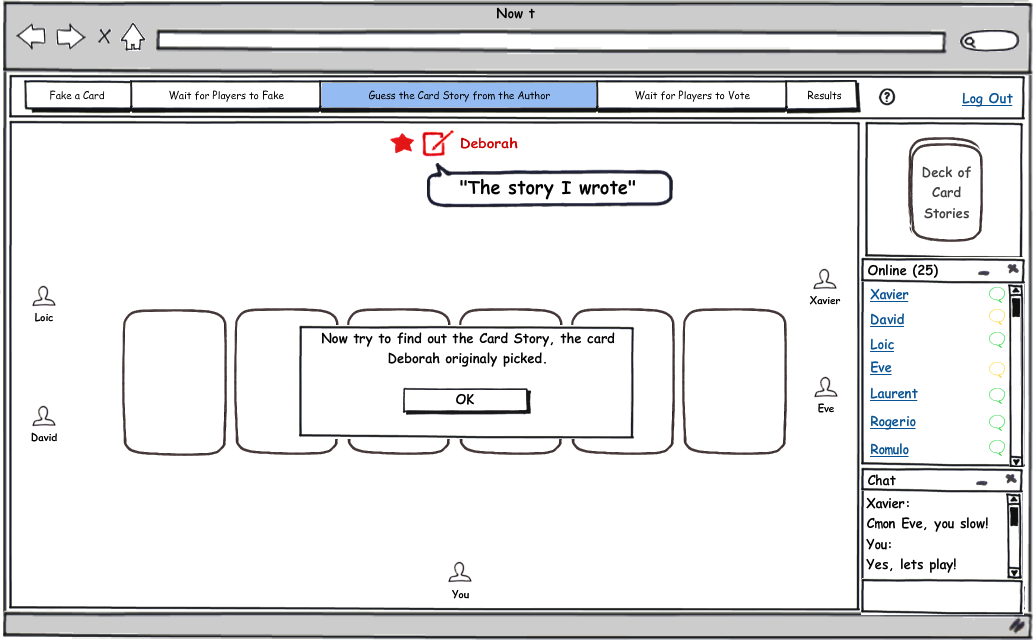 Now t
Fake a Card
Wait for Players to Fake
Guess the Card Story from the Author
Wait for Players to Vote
Results
?
Log Out
Deborah
"The story I wrote"
Deck of
Card
Stories
Loic
David
Xavier
Eve
You
Now try to find out the Card Story, the card
Deborah originaly picked.
OK
Online (25)
Xavier
David
Loic
Eve
Laurent
Rogerio
Romulo
Chat
Xavier:
Cmon Eve, you slow!
You:
Yes, lets play!